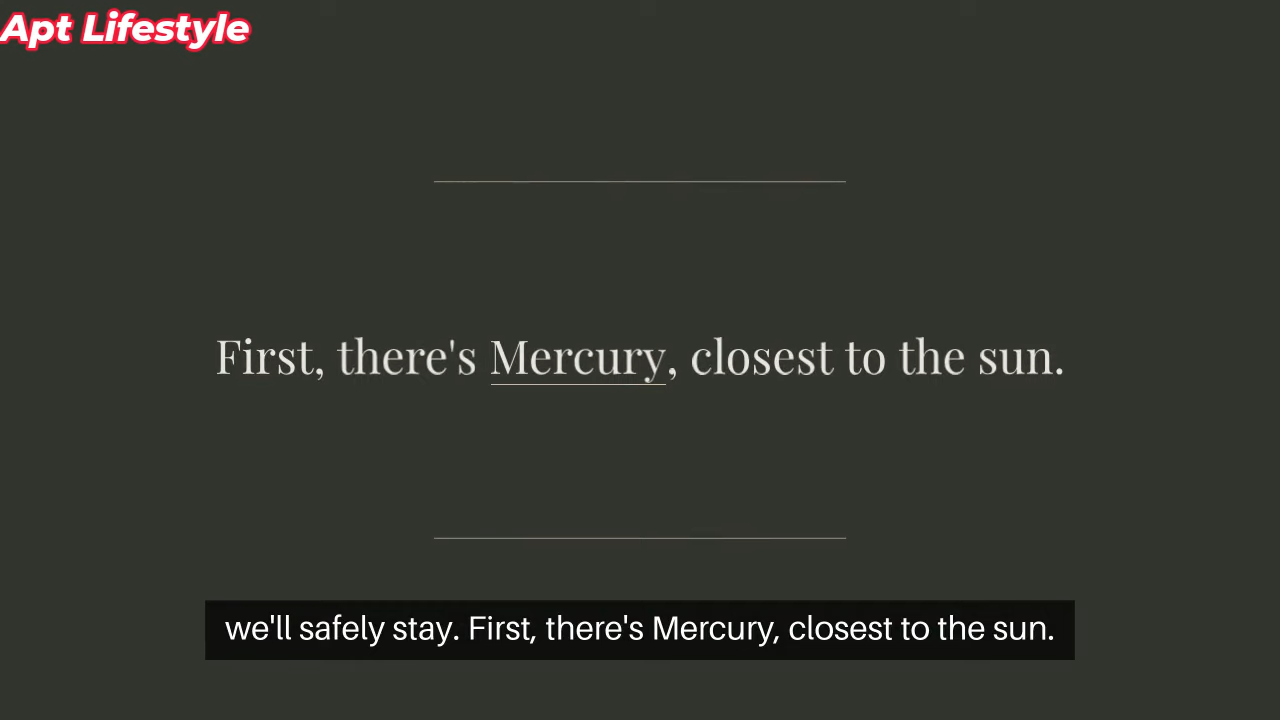 Apt Lifestyle
First, there's Mercury, closest to the sun.
we'll safely stay. First, there's Mercury, closest to the sun.